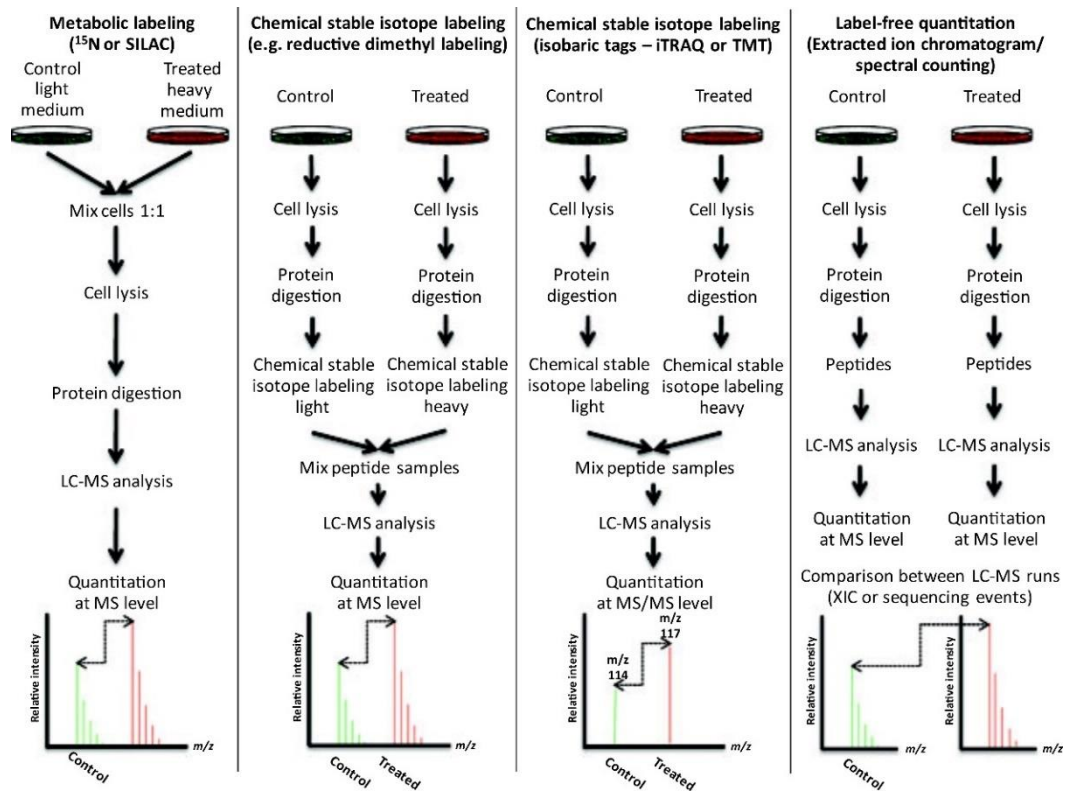 Metabolic labeling
(¹⁵N or SILAC)
Control
light
medium
Treated
heavy
medium
Mix cells 1:1
Cell lysis
Protein digestion
LC-MS analysis
Quantitation
at MS level
Relative intensity
m/z
Control
Chemical stable isotope labeling
(e.g. reductive dimethyl labeling)
Control
Treated
Cell lysis
Cell lysis
Protein
digestion
Protein
digestion
Chemical stable
isotope labeling
light
Chemical stable
isotope labeling
heavy
Mix peptide samples
LC-MS analysis
Quantitation
at MS level
Relative intensity
m/z
Control
Treated
Chemical stable isotope labeling
(isobaric tags – iTRAQ or TMT)
Control
Treated
Cell lysis
Cell lysis
Protein
digestion
Protein
digestion
Chemical stable
isotope labeling
light
Chemical stable
isotope labeling
heavy
Mix peptide samples
LC-MS analysis
Quantitation
at MS/MS level
m/z
114
m/z
117
Relative intensity
m/z
Control
Treated
Label-free quantitation
(Extracted ion chromatogram/
spectral counting)
Control
Treated
Cell lysis
Cell lysis
Protein
digestion
Protein
digestion
Peptides
Peptides
LC-MS analysis
LC-MS analysis
Quantitation
at MS level
Quantitation
at MS level
Comparison between LC-MS runs
(XIC or sequencing events)
Relative intensity
m/z
Control
Relative intensity
m/z